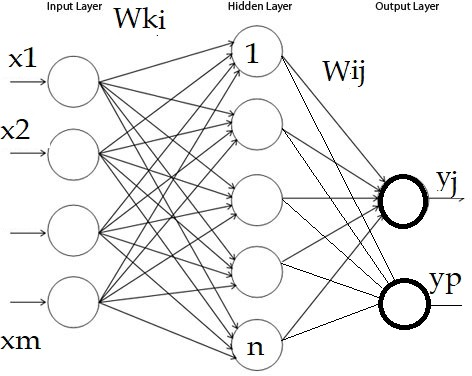 Input Layer
Wki
Hidden Layer
Output Layer
x1
1
Wij
x2
yj
yp
xm
n